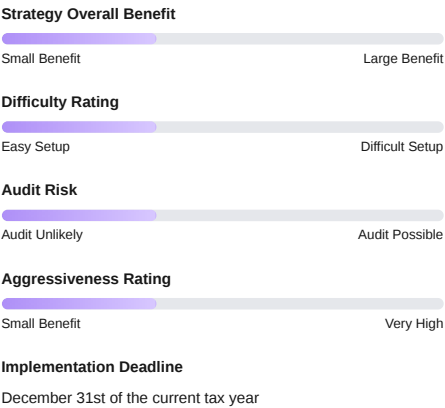 Strategy Overall Benefit
Small Benefit Large Benefit
Difficulty Rating
Easy Setup Difficult Setup
Audit Risk
Audit Unlikely Audit Possible
Aggressiveness Rating
Small Benefit Very High
Implementation Deadline
December 31st of the current tax year